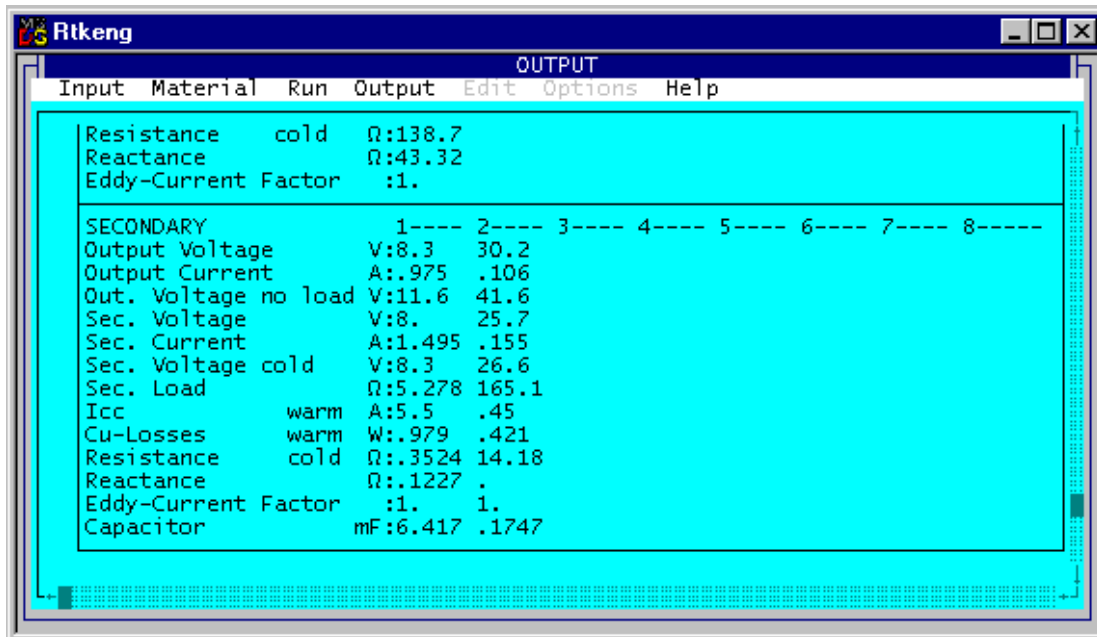 Rtkeng
OUTPUT
Input Material Run Output Edit Options Help
Resistance cold Ω:138.7
Reactance Ω:43.32
Eddy-Current Factor :1.
SECONDARY 1---- 2---- 3---- 4---- 5---- 6---- 7---- 8-----
Output Voltage V:8.3 30.2
Output Current A:.975 .106
Out. Voltage no load V:11.6 41.6
Sec. Voltage V:8. 25.7
Sec. Current A:1.495 .155
Sec. Voltage cold V:8.3 26.6
Sec. Load Ω:5.278 165.1
Icc warm A:5.5 .45
Cu-Losses warm W:.979 .421
Resistance cold Ω:.3524 14.18
Reactance Ω:.1227 .
Eddy-Current Factor :1. 1.
Capacitor mF:6.417 .1747